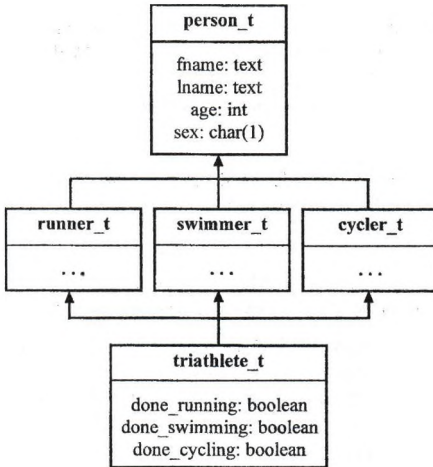 person_t
fname: text
lname: text
age: int
sex: char(1)
runner_t
swimmer_t
cycler_t
...
...
...
triathlete_t
done_running: boolean
done_swimming: boolean
done_cycling: boolean